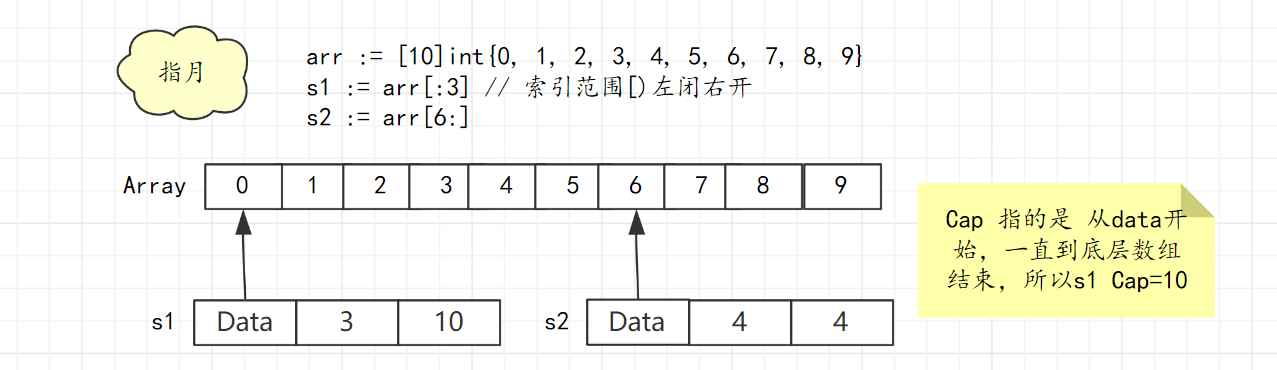 指月
arr := [10]int{0, 1, 2, 3, 4, 5, 6, 7, 8, 9}
s1 := arr[:3] // 索引范围[)左闭右开
s2 := arr[6:]
Array 0 1 2 3 4 5 6 7 8 9
Cap 指的是 从data开
始，一直到底层数组
结束，所以s1 Cap=10
s1 Data 3 10
s2 Data 4 4